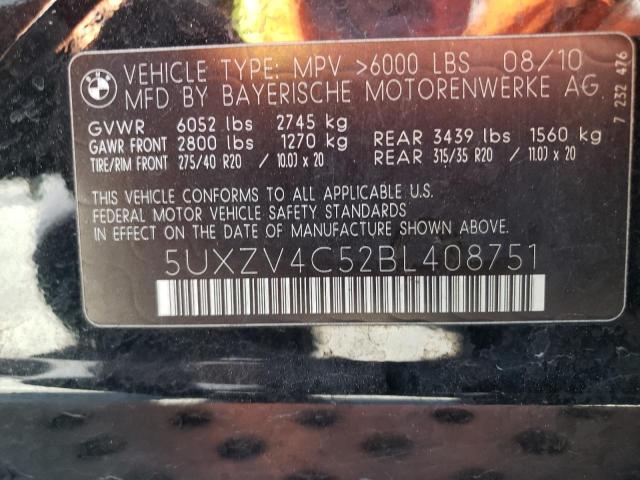 VEHICLE TYPE: MPV >6000 LBS 08/10
MFD BY BAYERISCHE MOTORENWERKE AG
GVWR 6052 lbs 2745 kg
GAWR FRONT 2800 lbs 1270 kg REAR 3439 lbs 1560 kg
TIRE/RIM FRONT 275/40 R20 / 10.0J x 20 REAR 315/35 R20 / 11.0J x 20
THIS VEHICLE CONFORMS TO ALL APPLICABLE U.S.
FEDERAL MOTOR VEHICLE SAFETY STANDARDS
IN EFFECT ON THE DATE OF MANUFACTURE SHOWN ABOVE.
5UXZV4C52BL408751
7 232 476